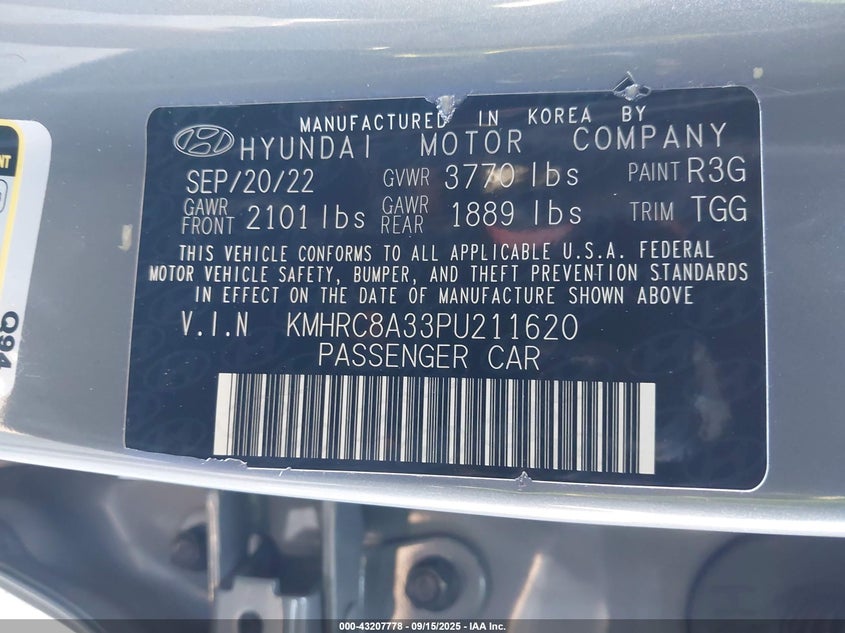 MANUFACTURED IN KOREA BY
HYUNDAI MOTOR COMPANY
SEP/20/22 GVWR 3770 lbs PAINT R3G
GAWR FRONT 2101 lbs GAWR REAR 1889 lbs TRIM TGG
THIS VEHICLE CONFORMS TO ALL APPLICABLE U.S.A. FEDERAL
MOTOR VEHICLE SAFETY, BUMPER, AND THEFT PREVENTION STANDARDS
IN EFFECT ON THE DATE OF MANUFACTURE SHOWN ABOVE
V.I.N KMHRC8A33PU211620
PASSENGER CAR
Q94
000-43207778 - 09/15/2025 - IAA Inc.